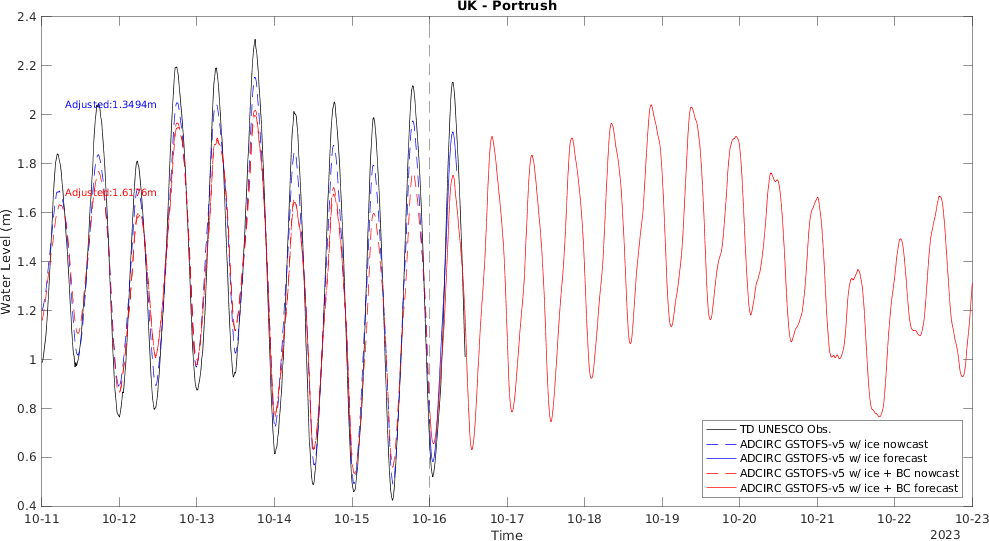 UK - Portrush
2.4
2.2
2
1.8
1.6
1.4
1.2
1
0.8
0.6
0.4
Water Level (m)
Adjusted:1.3494m
Adjusted:1.6176m
TD UNESCO Obs.
ADCIRC GSTOFS-v5 w/ ice nowcast
ADCIRC GSTOFS-v5 w/ ice forecast
ADCIRC GSTOFS-v5 w/ ice + BC nowcast
ADCIRC GSTOFS-v5 w/ ice + BC forecast
10-11 10-12 10-13 10-14 10-15 10-16 10-17 10-18 10-19 10-20 10-21 10-22 10-23
Time
2023